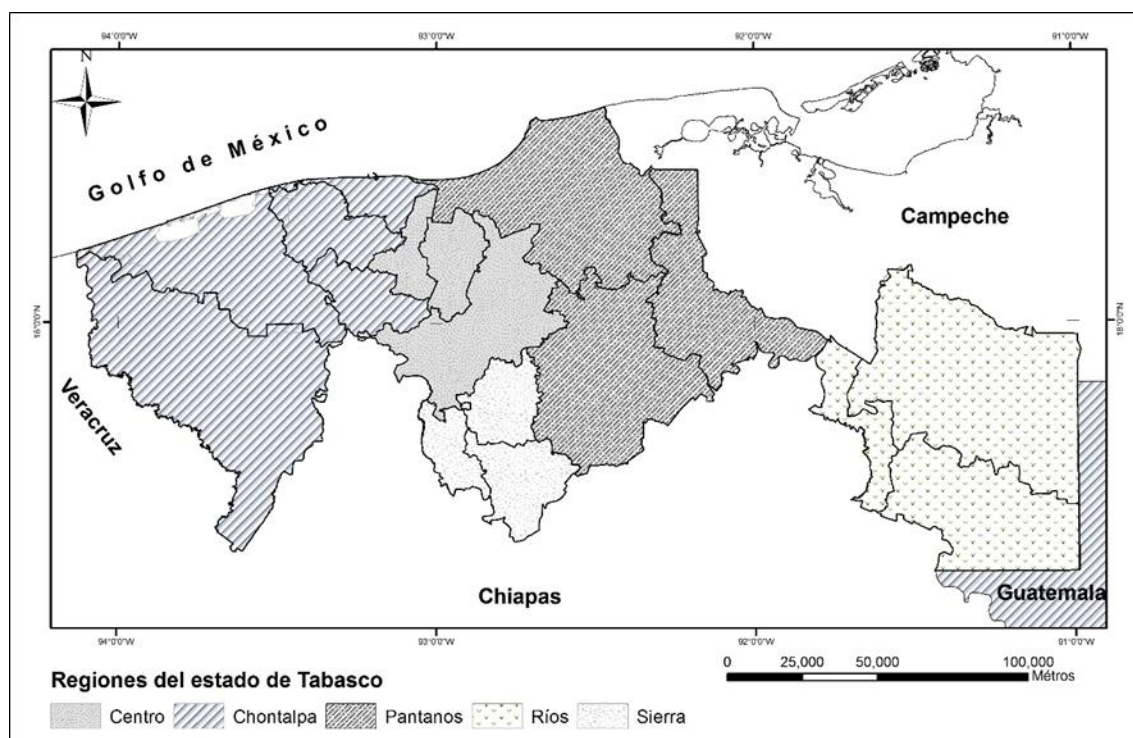 94°0'0"W 93°0'0"W 92°0'0"W 91°0'0"W
N
Golfo de México
Campeche
18°0'0"N 18°0'0"N
Veracruz
Chiapas
Guatemala
94°0'0"W 93°0'0"W 92°0'0"W 91°0'0"W
0 25,000 50,000 100,000
Métros
Regiones del estado de Tabasco
Centro Chontalpa Pantanos Ríos Sierra